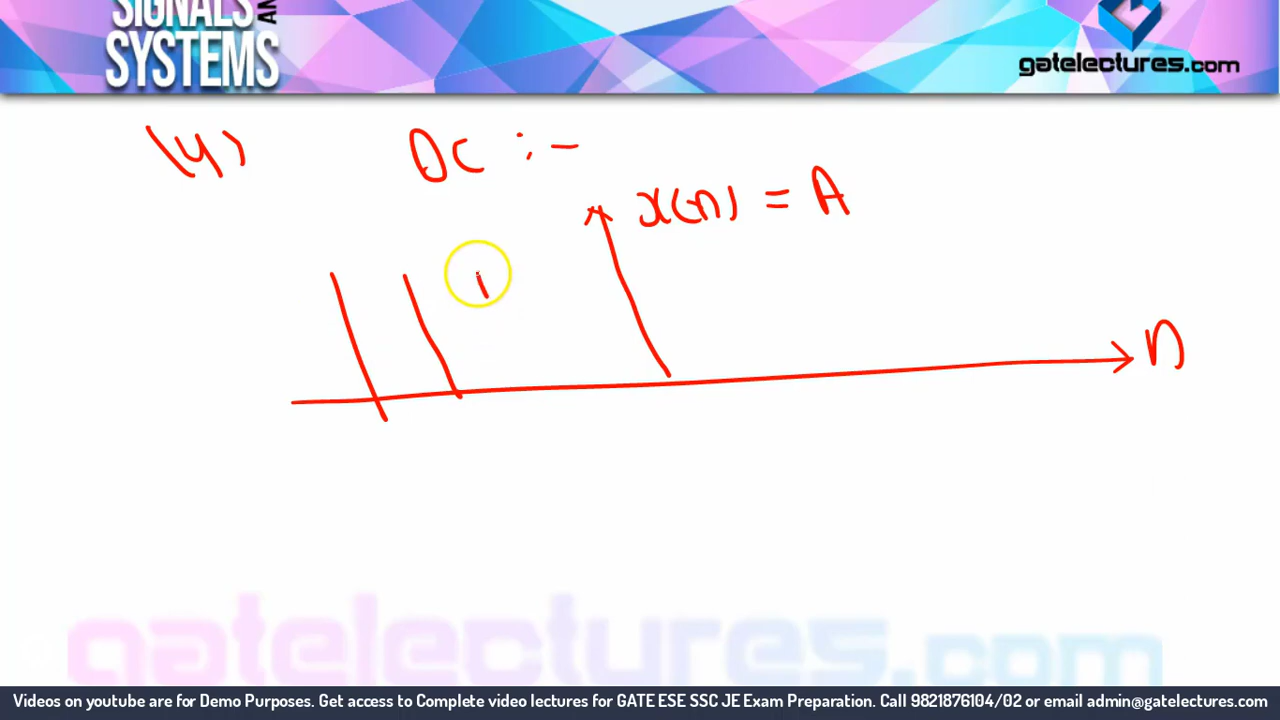 SIGNALS AND
SYSTEMS
gatelectures.com
(4) DC :-
x(n) = A
n
gatelectures.com
Videos on youtube are for Demo Purposes. Get access to Complete video lectures for GATE ESE SSC JE Exam Preparation. Call 9821876104/02 or email admin@gatelectures.com